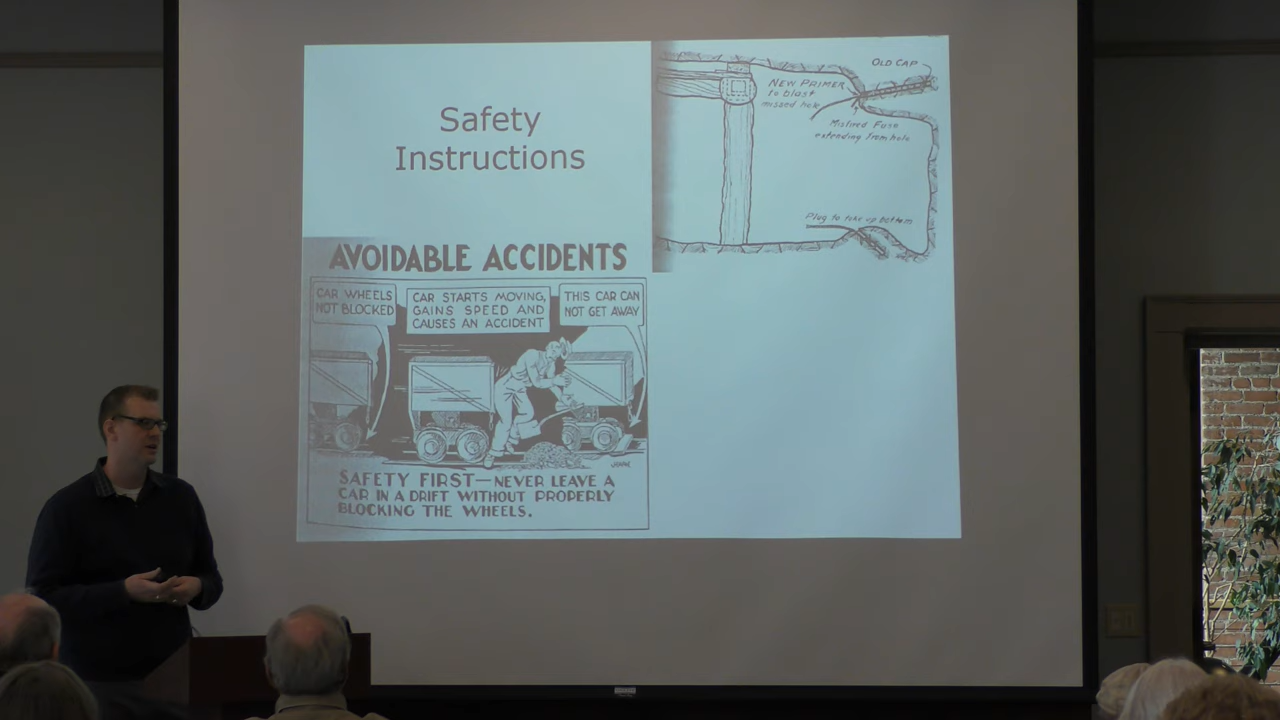 Safety
Instructions
OLD CAP
NEW PRIMER
to blast
missed hole
Misfired Fuse
extending from hole
Plug to take up bottom
AVOIDABLE ACCIDENTS
CAR WHEELS
NOT BLOCKED
CAR STARTS MOVING,
GAINS SPEED AND
CAUSES AN ACCIDENT
THIS CAR CAN
NOT GET AWAY
SAFETY FIRST—NEVER LEAVE A
CAR IN A DRIFT WITHOUT PROPERLY
BLOCKING THE WHEELS.